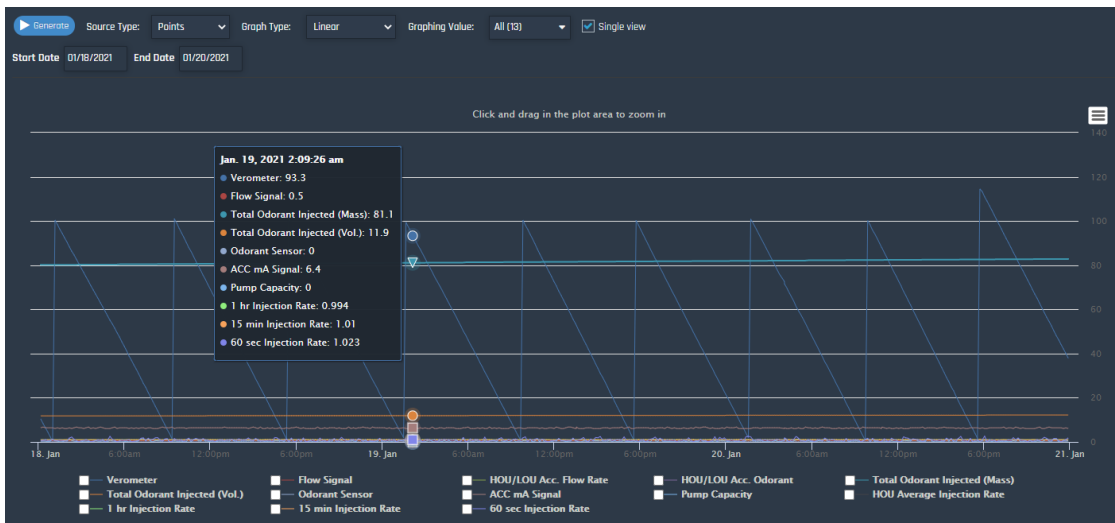 Generate Source Type: Points Graph Type: Linear Graphing Value: All (13) Single view
Start Date 01/18/2021 End Date 01/20/2021
Click and drag in the plot area to zoom in
140
Jan. 19, 2021 2:09:26 am
Verometer: 93.3
Flow Signal: 0.5
Total Odorant Injected (Mass): 81.1
Total Odorant Injected (Vol.): 11.9
Odorant Sensor: 0
ACC mA Signal: 6.4
Pump Capacity: 0
1 hr Injection Rate: 0.994
15 min Injection Rate: 1.01
60 sec Injection Rate: 1.023
120
100
80
60
40
20
0
18. Jan 6:00am 12:00pm 6:00pm 19. Jan 6:00am 12:00pm 6:00pm 20. Jan 6:00am 12:00pm 6:00pm 21. Jan
Verometer Flow Signal HOU/LOU Acc. Flow Rate HOU/LOU Acc. Odorant Total Odorant Injected (Mass)
Total Odorant Injected (Vol.) Odorant Sensor ACC mA Signal Pump Capacity HOU Average Injection Rate
1 hr Injection Rate 15 min Injection Rate 60 sec Injection Rate